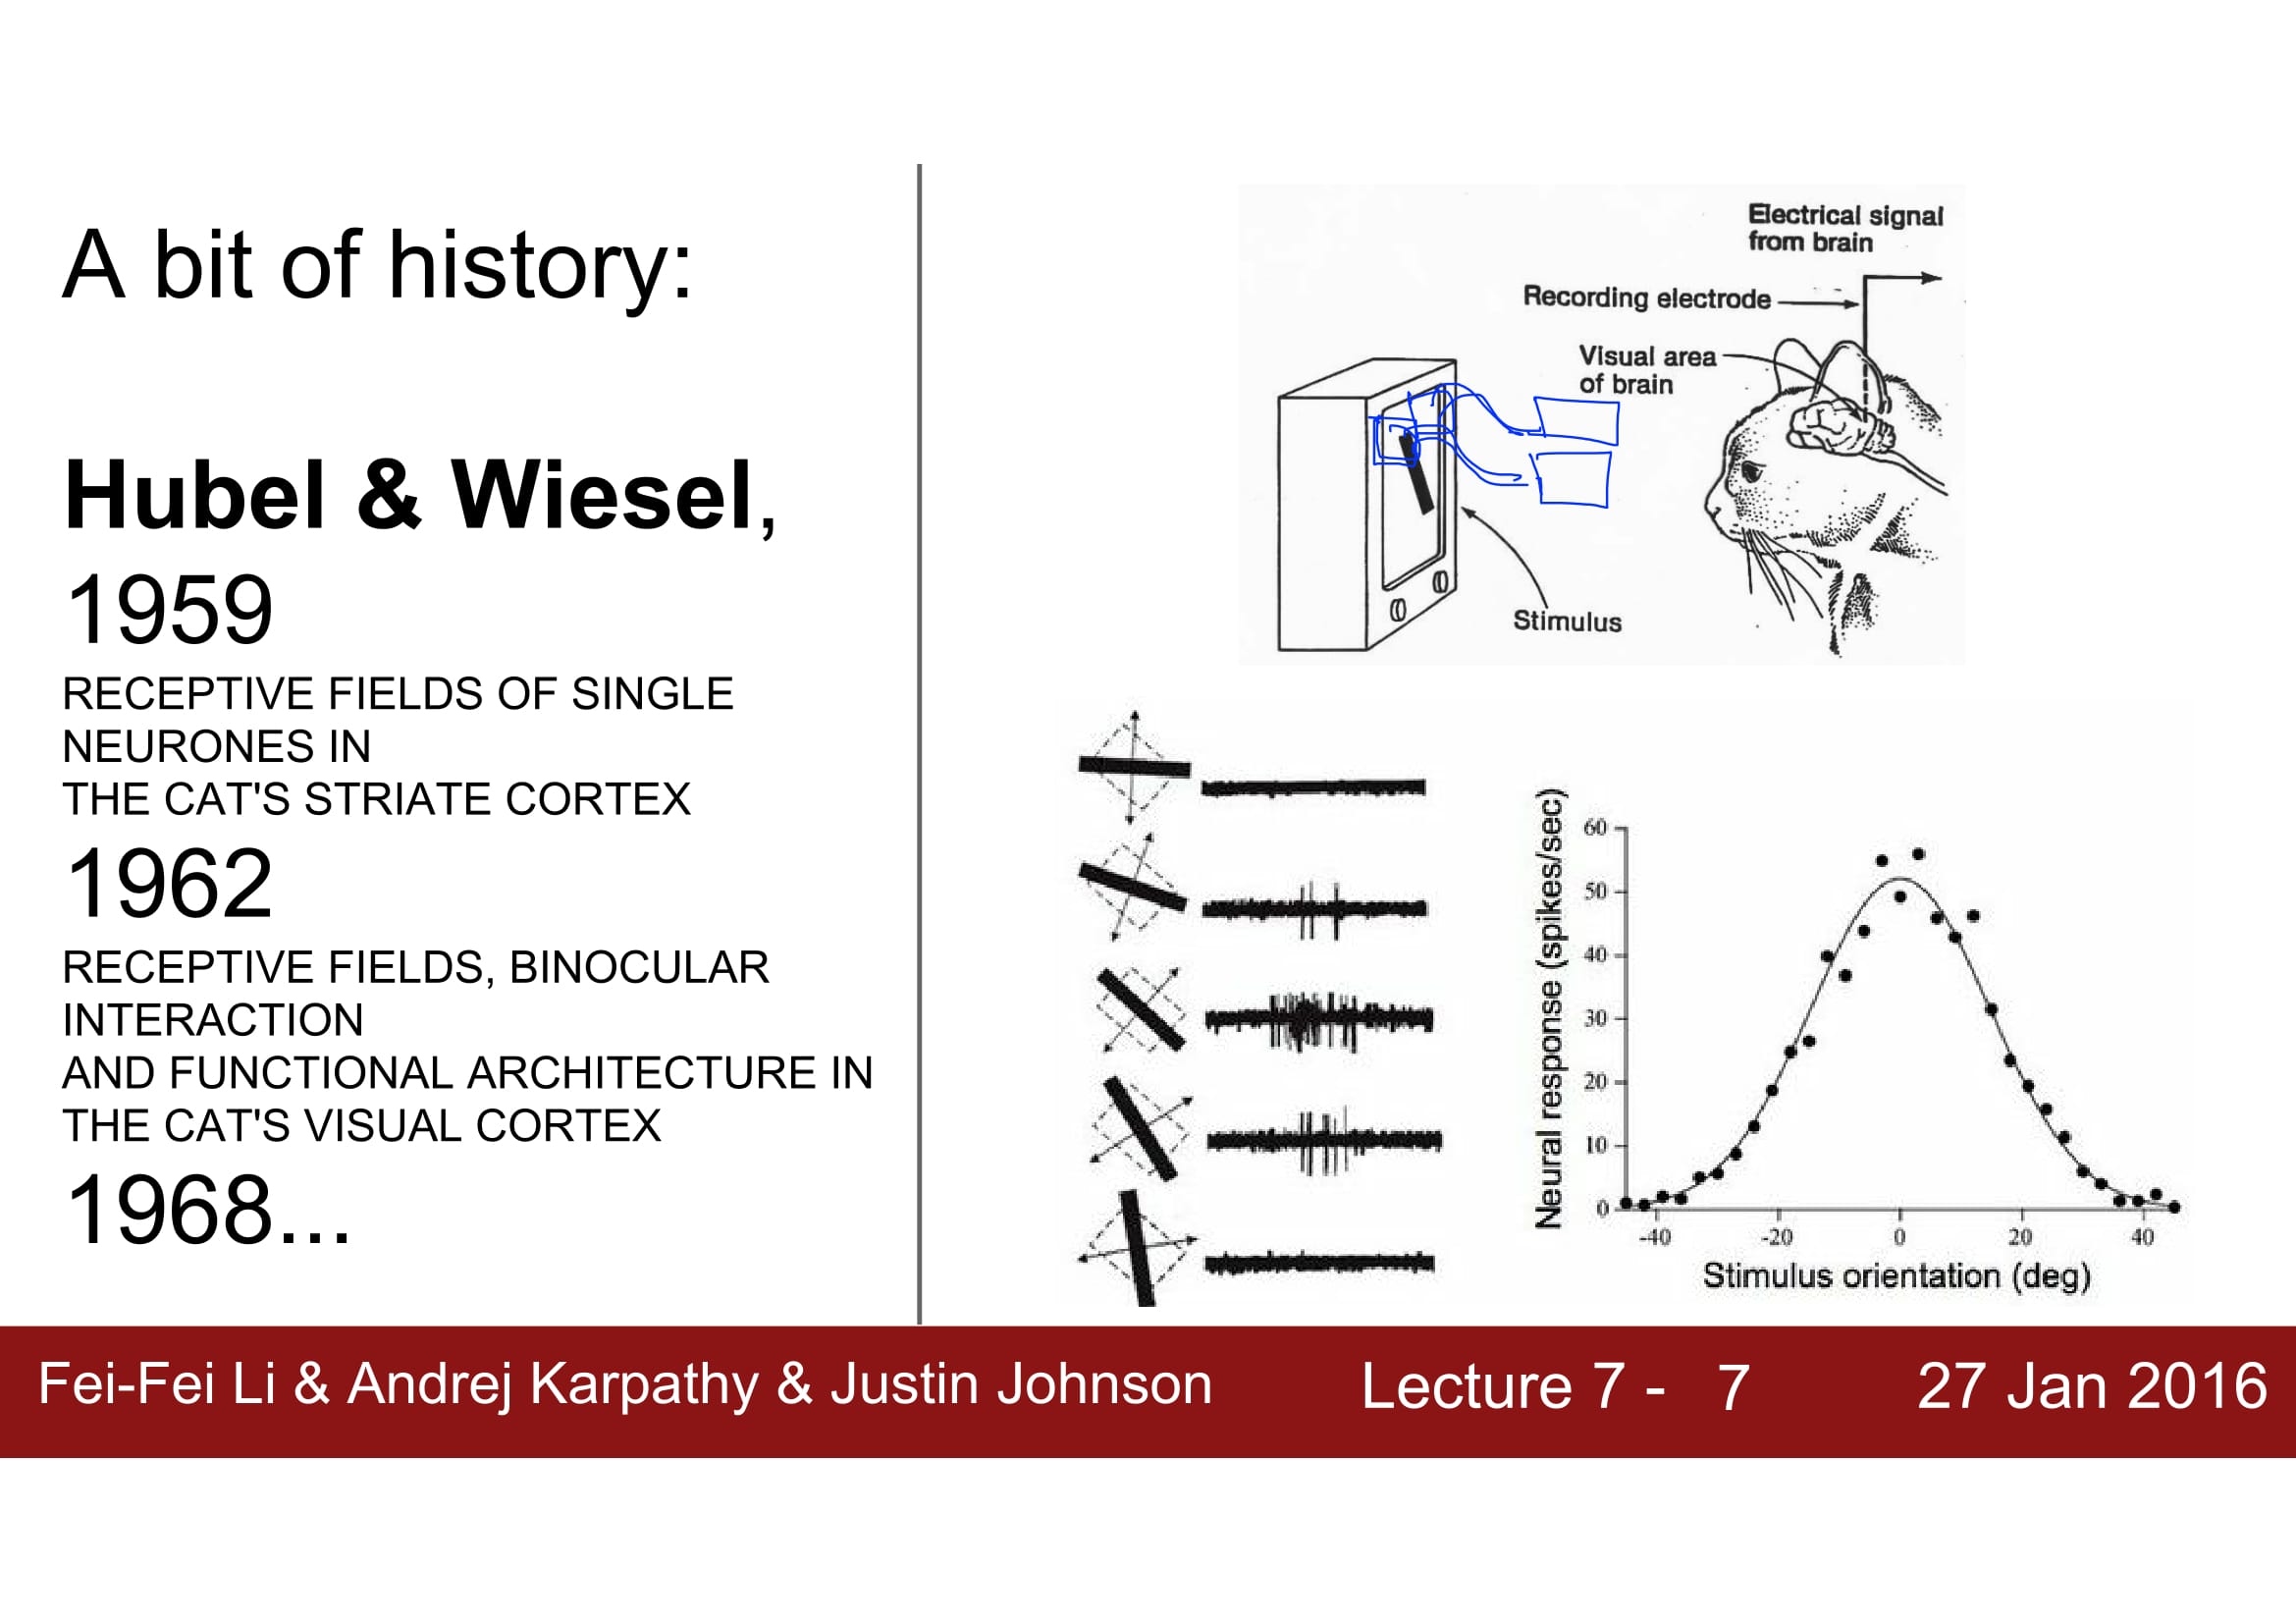 A bit of history:
Hubel & Wiesel,
1959
RECEPTIVE FIELDS OF SINGLE
NEURONES IN
THE CAT'S STRIATE CORTEX
1962
RECEPTIVE FIELDS, BINOCULAR
INTERACTION
AND FUNCTIONAL ARCHITECTURE IN
THE CAT'S VISUAL CORTEX
1968...
Electrical signal
from brain
Recording electrode
Visual area
of brain
Stimulus
Neural response (spikes/sec)
60
50
40
30
20
10
0
-40 -20 0 20 40
Stimulus orientation (deg)
Fei-Fei Li & Andrej Karpathy & Justin Johnson Lecture 7 - 7 27 Jan 2016